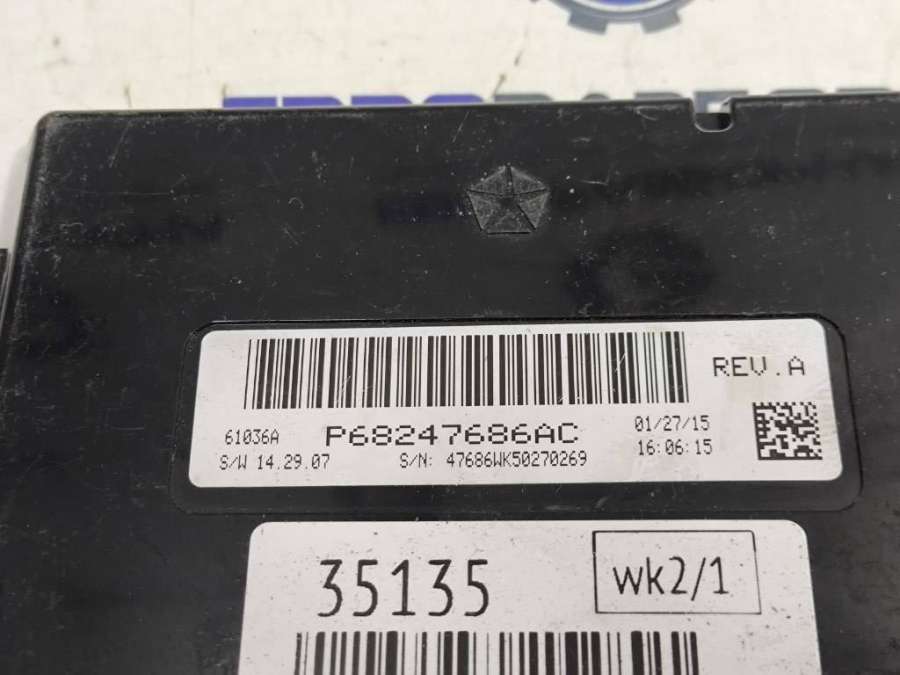 REV.A
61036A P68247686AC 01/27/15
S/W 14.29.07 S/N: 47686WK50270269 16:06:15
35135 wk2/1